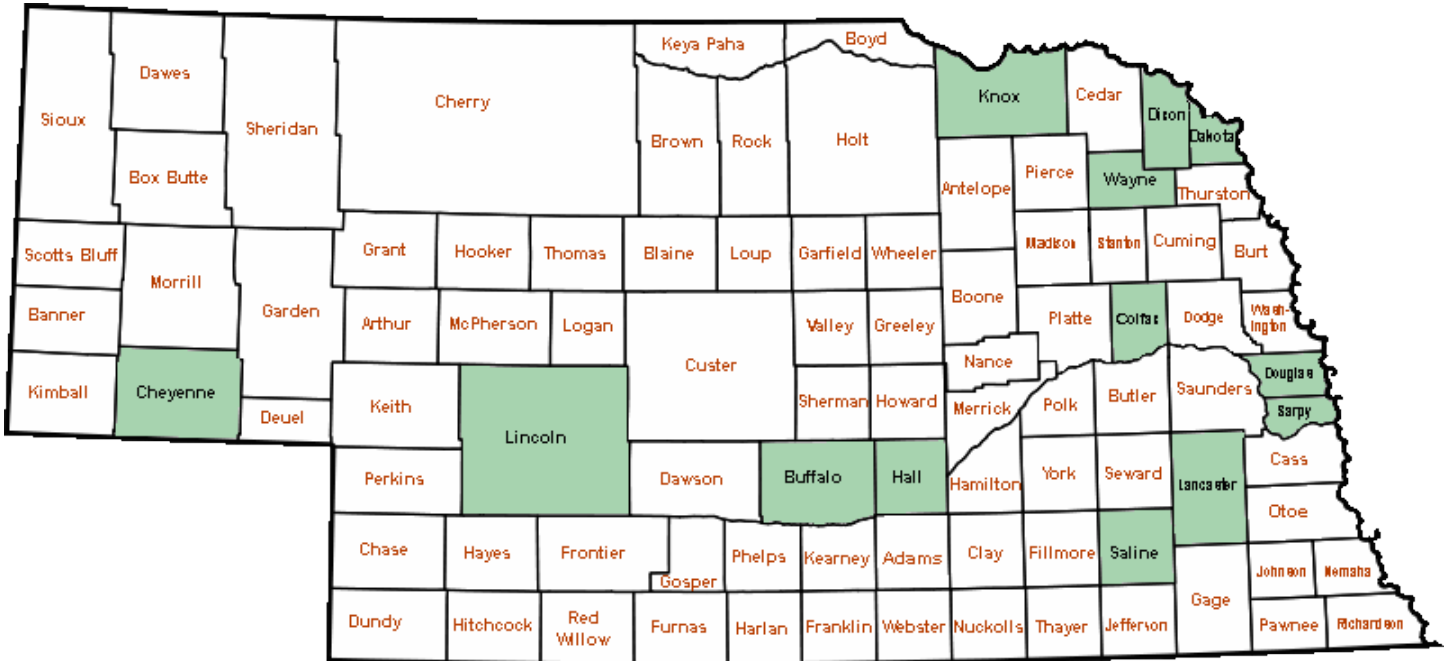 Keya Paha
Boyd
Dawes
Cherry
Knox
Cedar
Dixon
Sioux
Sheridan
Brown
Rock
Holt
Dakota
Box Butte
Antelope
Pierce
Wayne
Thurston
Scotts Bluff
Grant
Hooker
Thomas
Blaine
Loup
Garfield
Wheeler
Madison
Stanton
Cuming
Burt
Morrill
Banner
Garden
Arthur
McPherson
Logan
Valley
Greeley
Boone
Platte
Colfax
Dodge
Wash-
ington
Kimball
Cheyenne
Deuel
Keith
Custer
Nance
Sherman
Howard
Merrick
Polk
Butler
Saunders
Douglas
Sarpy
Lincoln
Perkins
Dawson
Buffalo
Hall
Hamilton
York
Seward
Lancaster
Cass
Otoe
Chase
Hayes
Frontier
Gosper
Phelps
Kearney
Adams
Clay
Fillmore
Saline
Johnson
Nemaha
Dundy
Hitchcock
Red
Willow
Furnas
Harlan
Franklin
Webster
Nuckolls
Thayer
Jefferson
Gage
Pawnee
Richardson